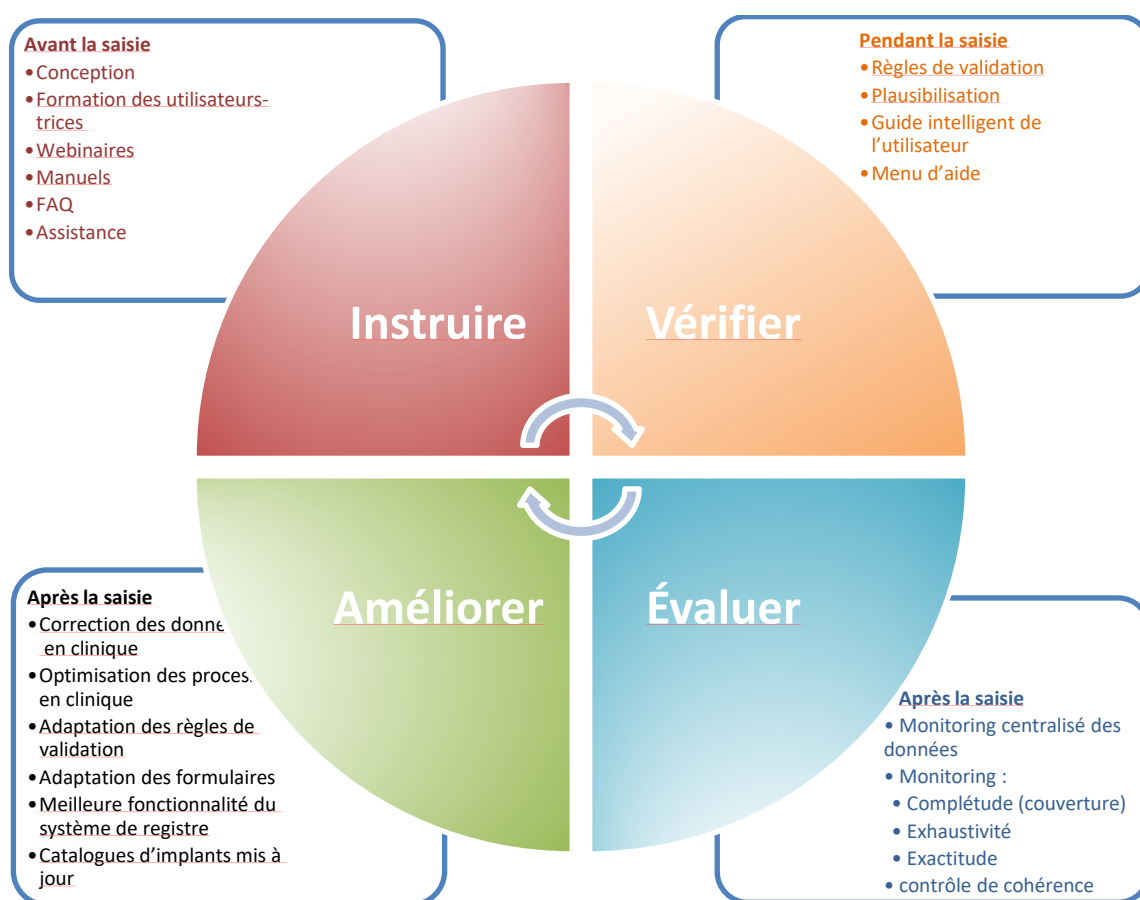 Avant la saisie
•Conception
•Formation des utilisateurs-
trices
•Webinaires
•Manuels
•FAQ
•Assistance
Pendant la saisie
•Règles de validation
•Plausibilisation
•Guide intelligent de
l’utilisateur
•Menu d’aide
Instruire
Vérifier
Améliorer
Évaluer
Après la saisie
•Correction des donne
en clinique
•Optimisation des proces
en clinique
•Adaptation des règles de
validation
•Adaptation des formulaires
•Meilleure fonctionnalité du
système de registre
•Catalogues d’implants mis à
jour
Après la saisie
• Monitoring centralisé des
données
• Monitoring :
• Complétude (couverture)
• Exhaustivité
• Exactitude
• contrôle de cohérence